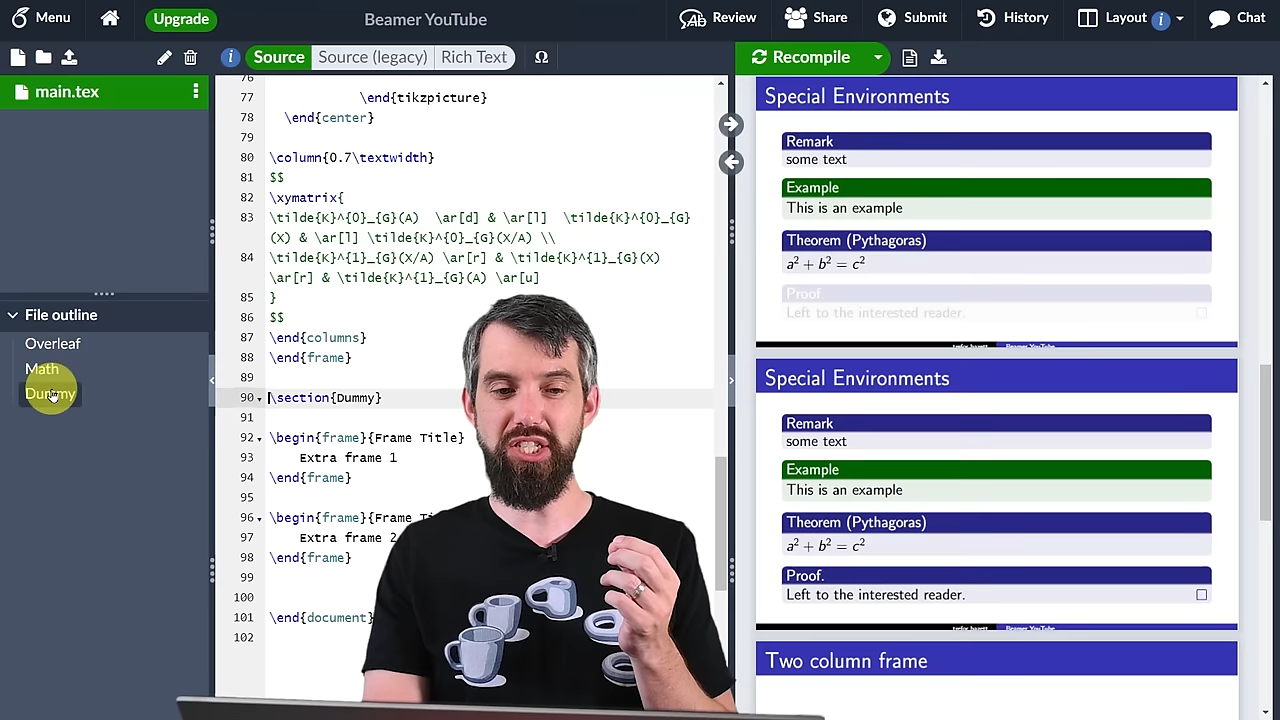 Menu
Upgrade
Beamer YouTube
Review
Share
Submit
History
Layout
Chat
main.tex
File outline
Overleaf
Math
Dummy
Source
Source (legacy)
Rich Text
Ω
Recompile
76
77 \end{tikzpicture}
78 \end{center}
79
80 \column{0.7\textwidth}
81 $$
82 \xymatrix{
83 \tilde{K}^{0}_{G}(A) \ar[d] & \ar[l] \tilde{K}^{0}_{G}
(X) & \ar[l] \tilde{K}^{0}_{G}(X/A) \\
84 \tilde{K}^{1}_{G}(X/A) \ar[r] & \tilde{K}^{1}_{G}(X)
\ar[r] & \tilde{K}^{1}_{G}(A) \ar[u]
85 }
86 $$
87 \end{columns}
88 \end{frame}
89
90 \section{Dummy}
91
92 \begin{frame}{Frame Title}
93 Extra frame 1
94 \end{frame}
95
96 \begin{frame}{Frame
97 Extra frame 2
98 \end{frame}
99
100
101 \end{document}
102
Special Environments
Remark
some text
Example
This is an example
Theorem (Pythagoras)
a² + b² = c²
Proof.
Left to the interested reader.
Beamer YouTube
Special Environments
Remark
some text
Example
This is an example
Theorem (Pythagoras)
a² + b² = c²
Proof.
Left to the interested reader.
Beamer YouTube
Two column frame